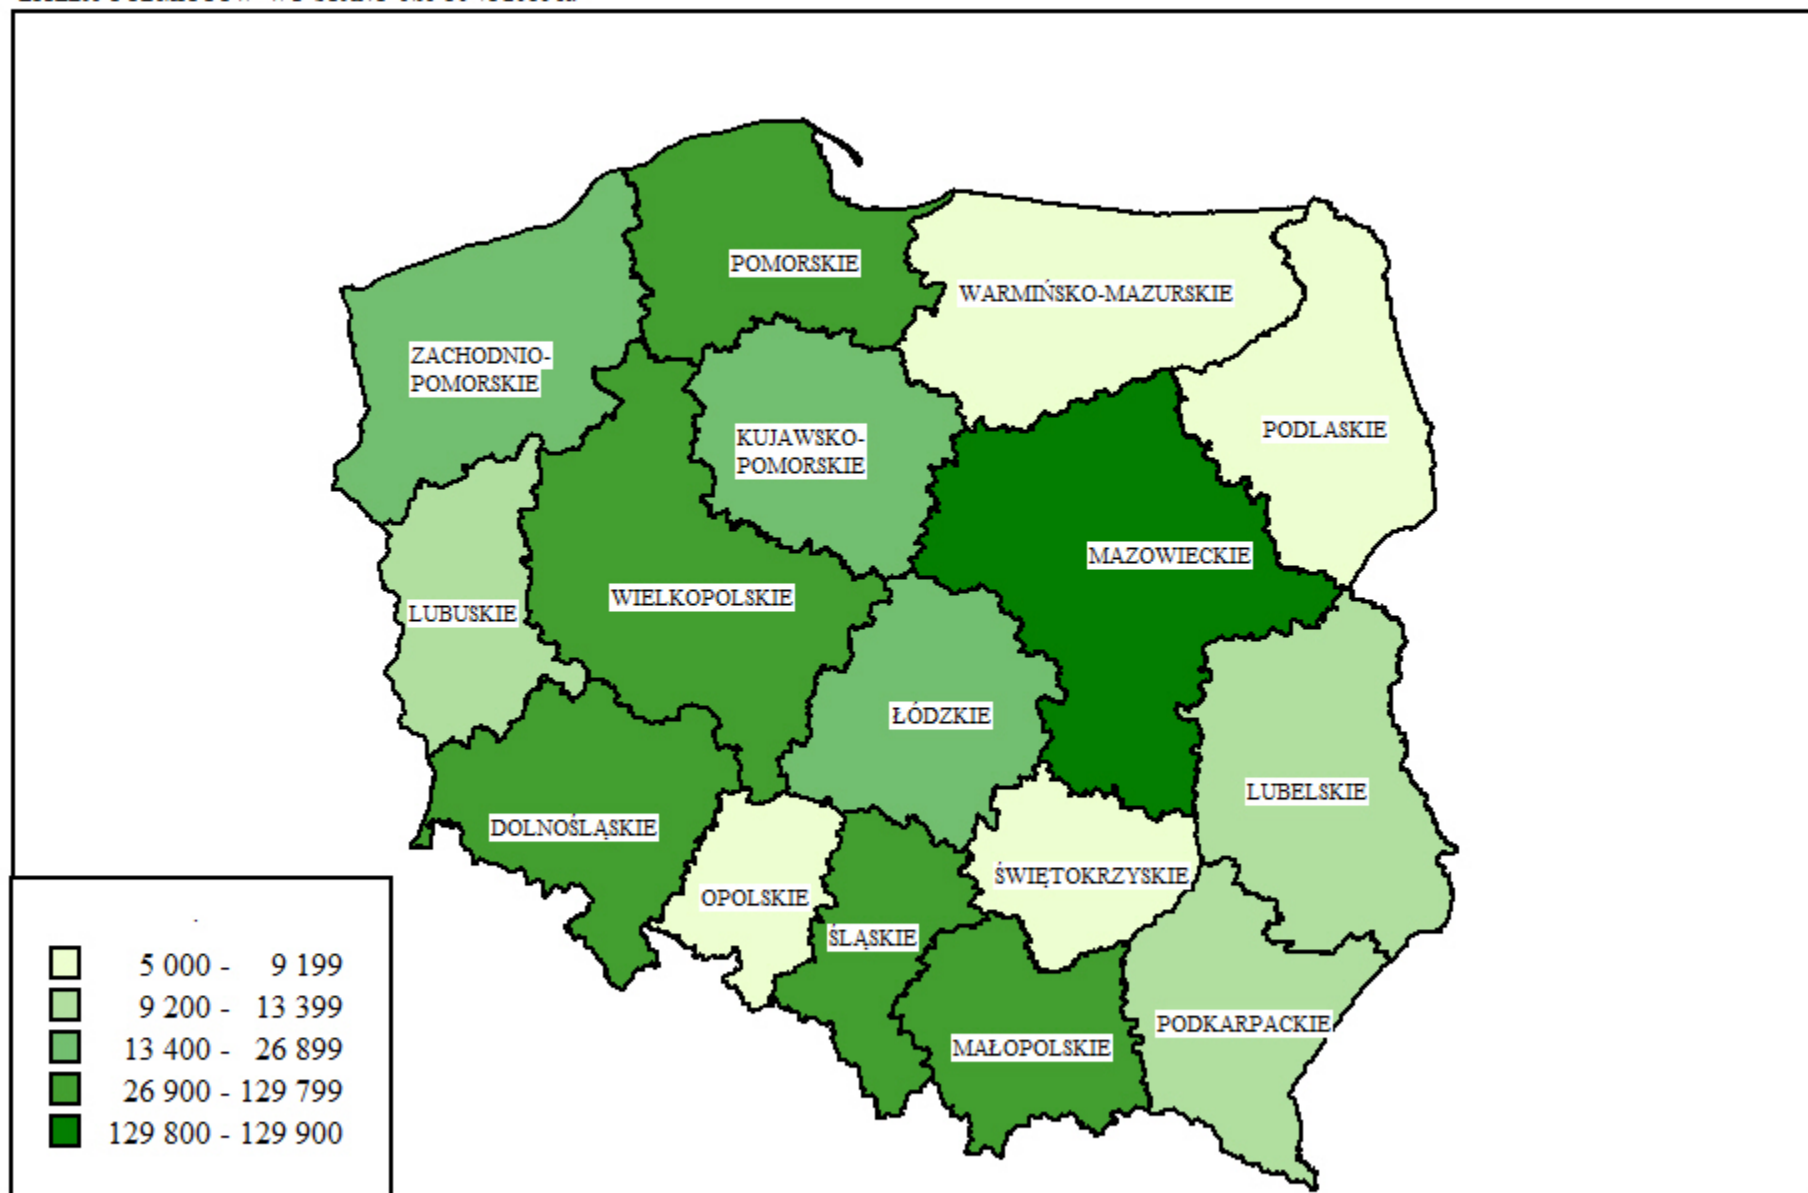 POMORSKIE
WARMIŃSKO-MAZURSKIE
ZACHODNIO-
POMORSKIE
KUJAWSKO-
POMORSKIE
PODLASKIE
MAZOWIECKIE
WIELKOPOLSKIE
LUBUSKIE
ŁÓDZKIE
LUBELSKIE
DOLNOŚLĄSKIE
ŚWIĘTOKRZYSKIE
OPOLSKIE
ŚLĄSKIE
PODKARPACKIE
MAŁOPOLSKIE
.
5 000 - 9 199
9 200 - 13 399
13 400 - 26 899
26 900 - 129 799
129 800 - 129 900